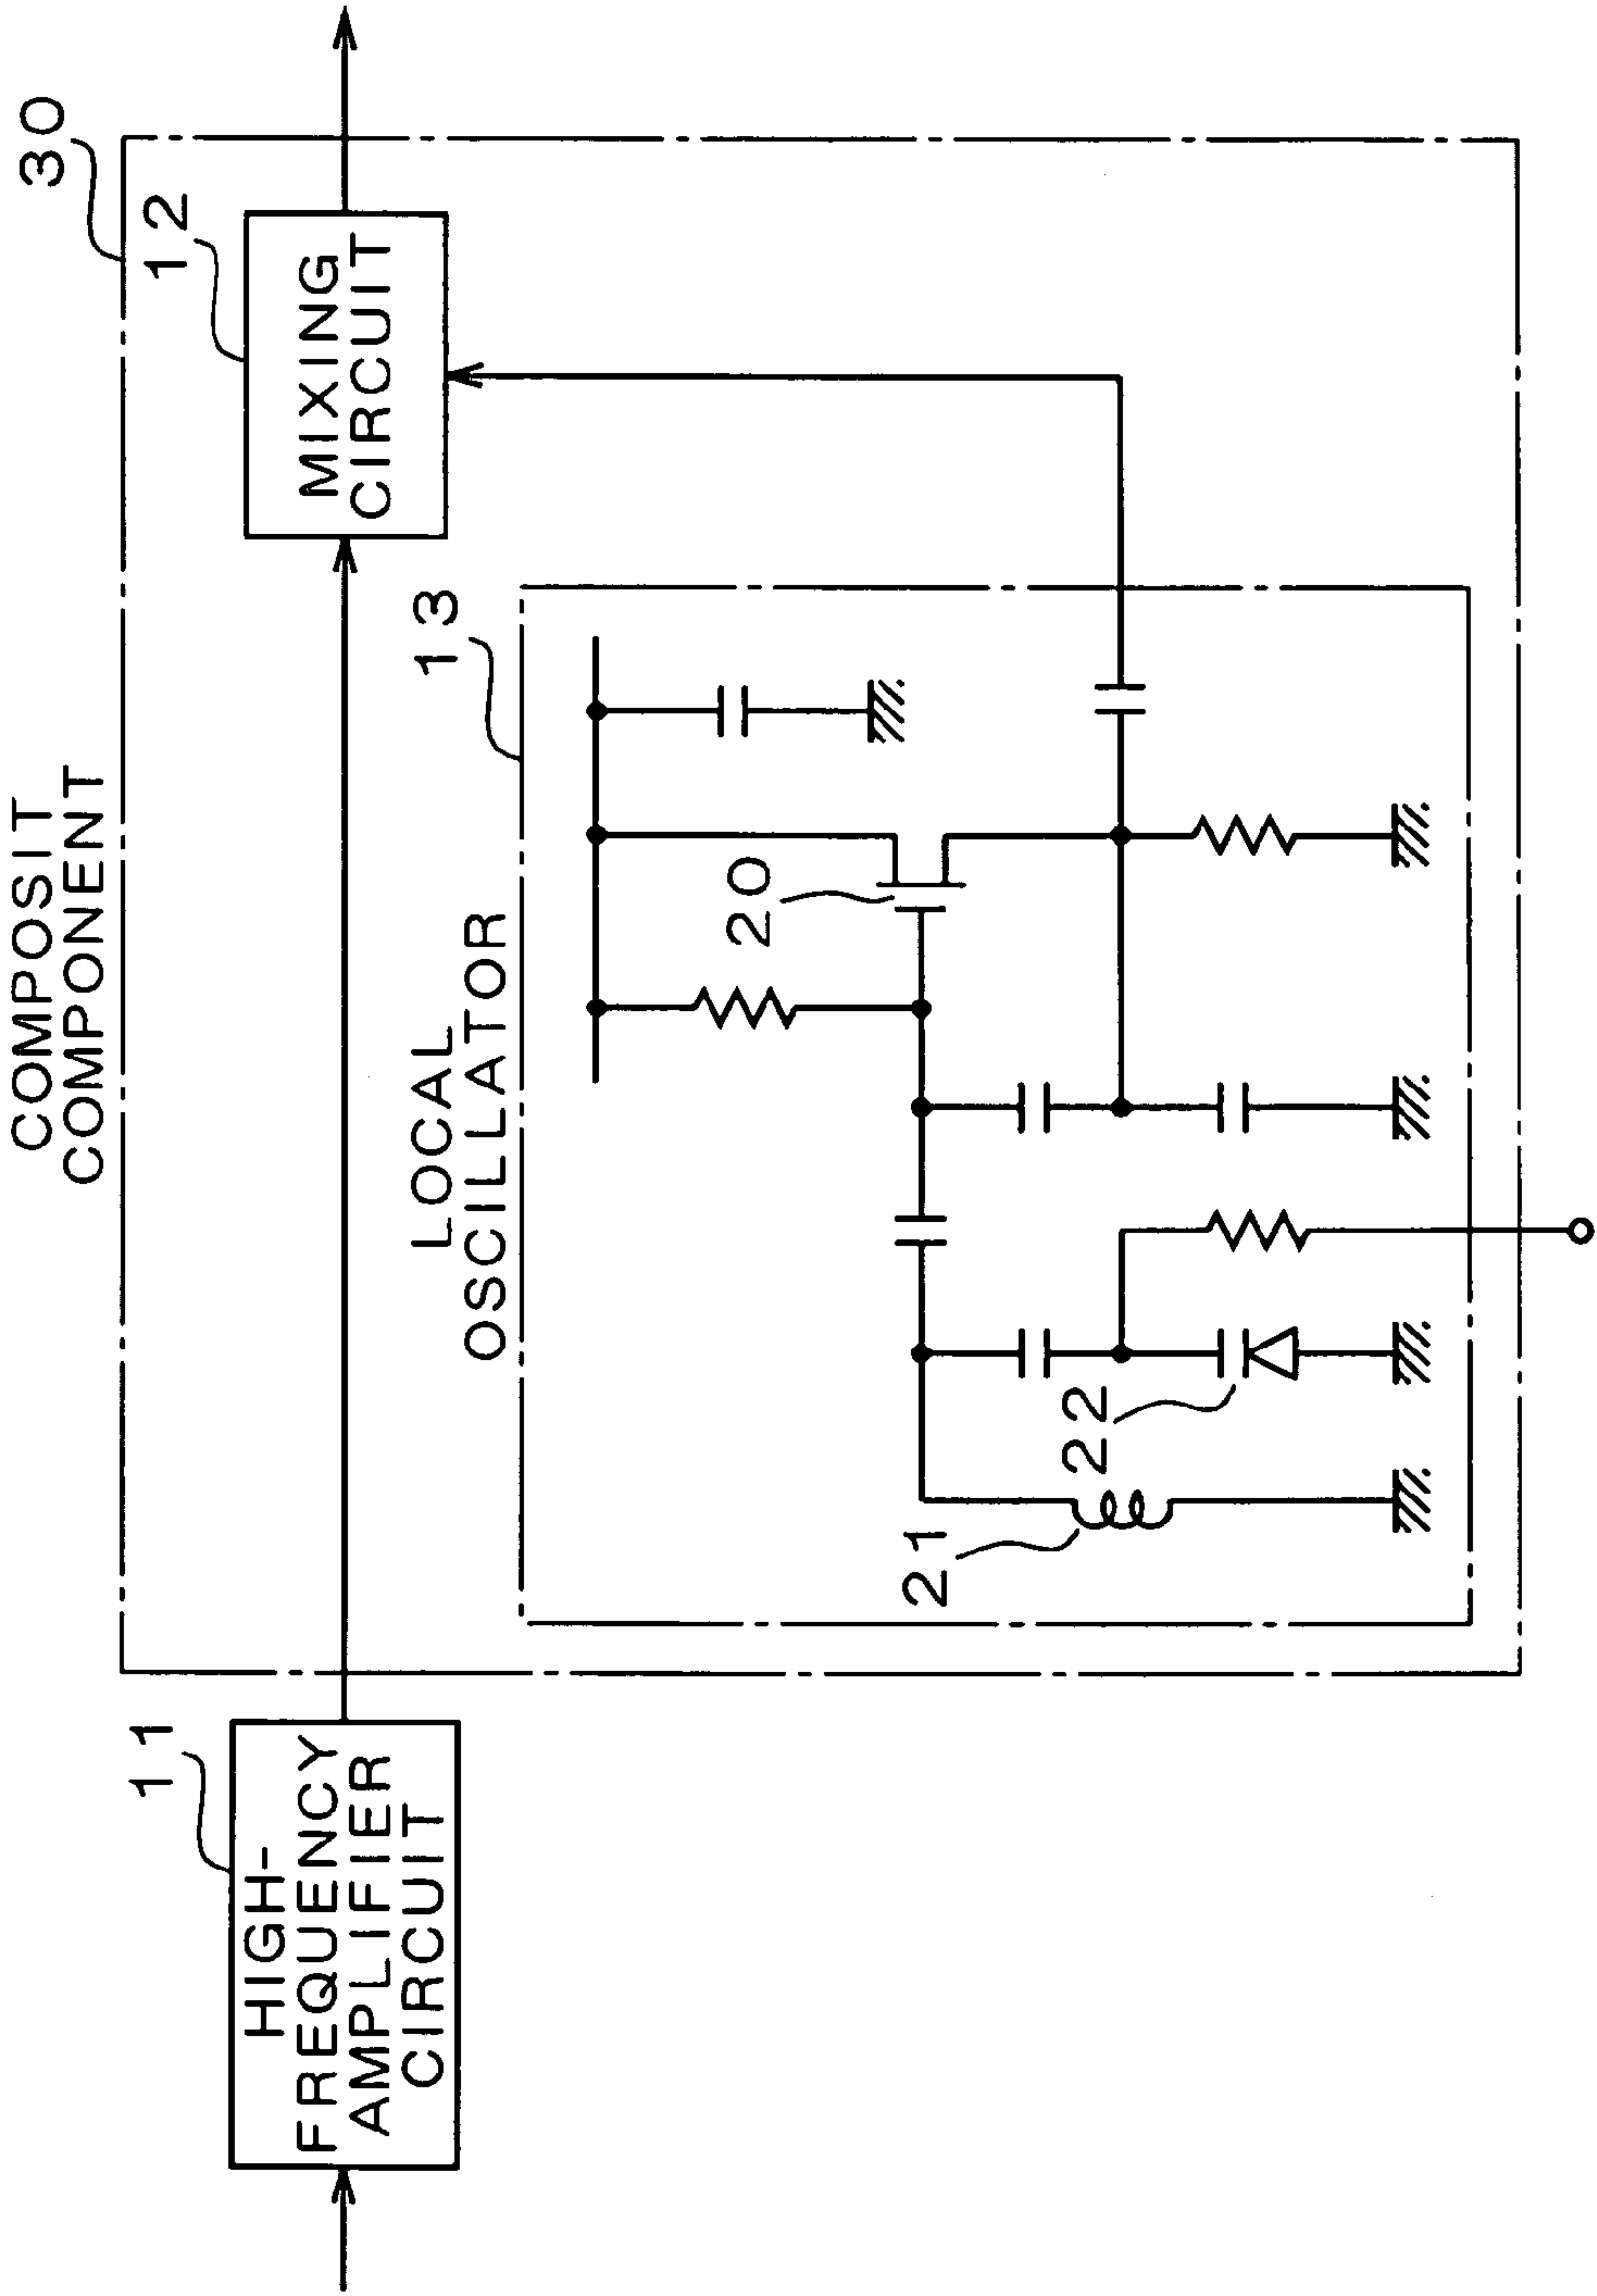 COMPOSIT
COMPONENT
30
11
HIGH-
FREQUENCY
AMPLIFIER
CIRCUIT
12
MIXING
CIRCUIT
LOCAL
OSCILLATOR
13
20
21
22